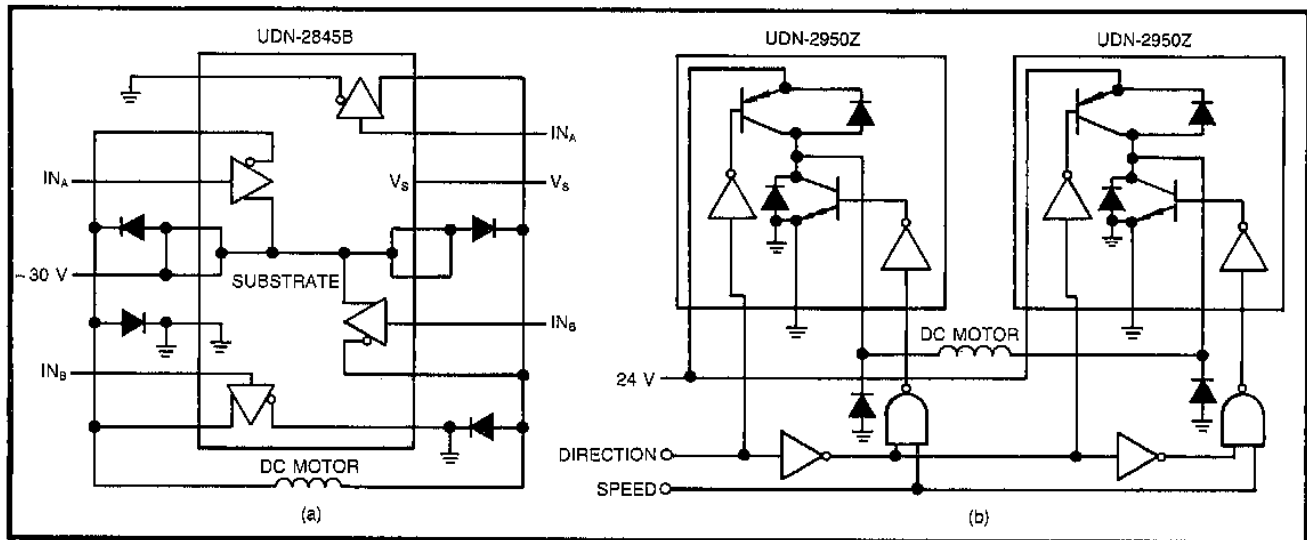 UDN-2845B
IN_A
IN_A
V_S
V_S
−30 V
SUBSTRATE
IN_B
IN_B
DC MOTOR
(a)
UDN-2950Z
UDN-2950Z
DC MOTOR
24 V
DIRECTION
SPEED
(b)